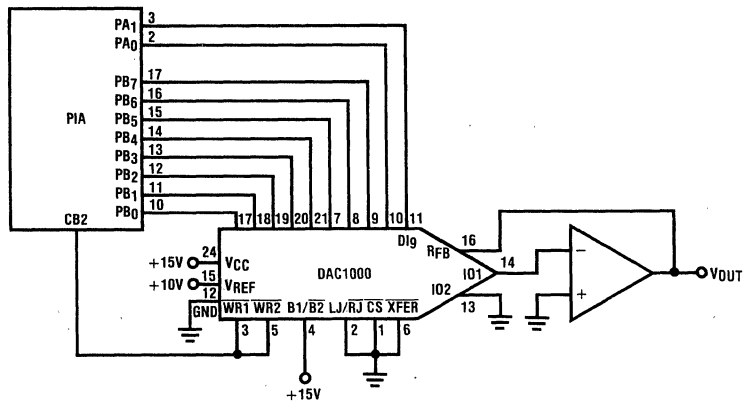 PIA
PA1 3
PA0 2
PB7 17
PB6 16
PB5 15
PB4 14
PB3 13
PB2 12
PB1 11
PB0 10
CB2
17 18 19 20 21 7 8 9 10 11
DI9
+15V 24 VCC
+10V 15 VREF
12 GND
DAC1000
RFB 16
IO1 14
IO2 13
WR1 WR2 B1/B2 LJ/RJ CS XFER
3 5 4 2 1 6
+15V
−
+
VOUT